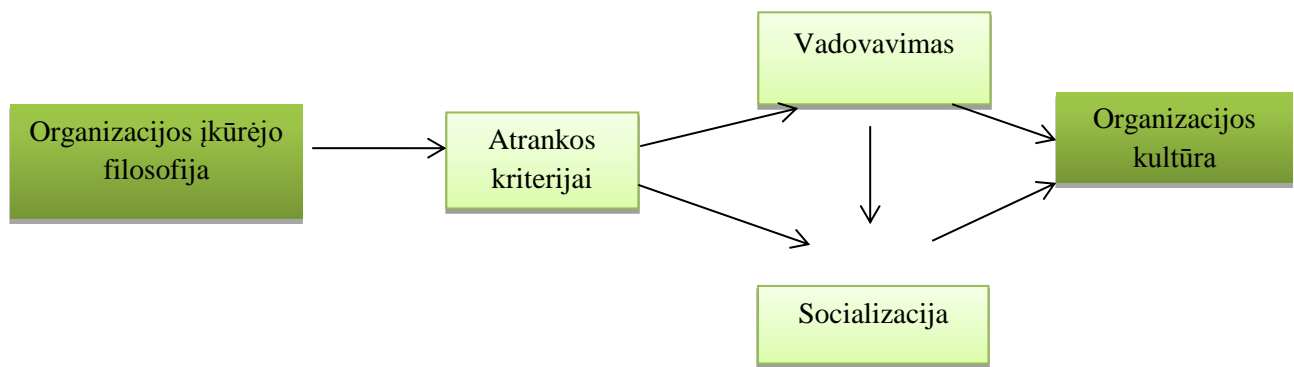 Organizacijos įkūrėjo
filosofija
Atrankos
kriterijai
Vadovavimas
Socializacija
Organizacijos
kultūra